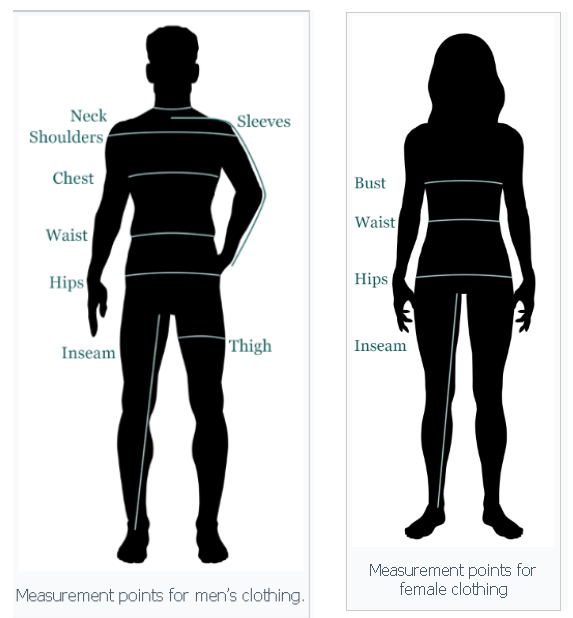 Neck
Sleeves
Shoulders
Chest
Waist
Hips
Inseam
Thigh
Measurement points for men's clothing.
Bust
Waist
Hips
Inseam
Measurement points for
female clothing